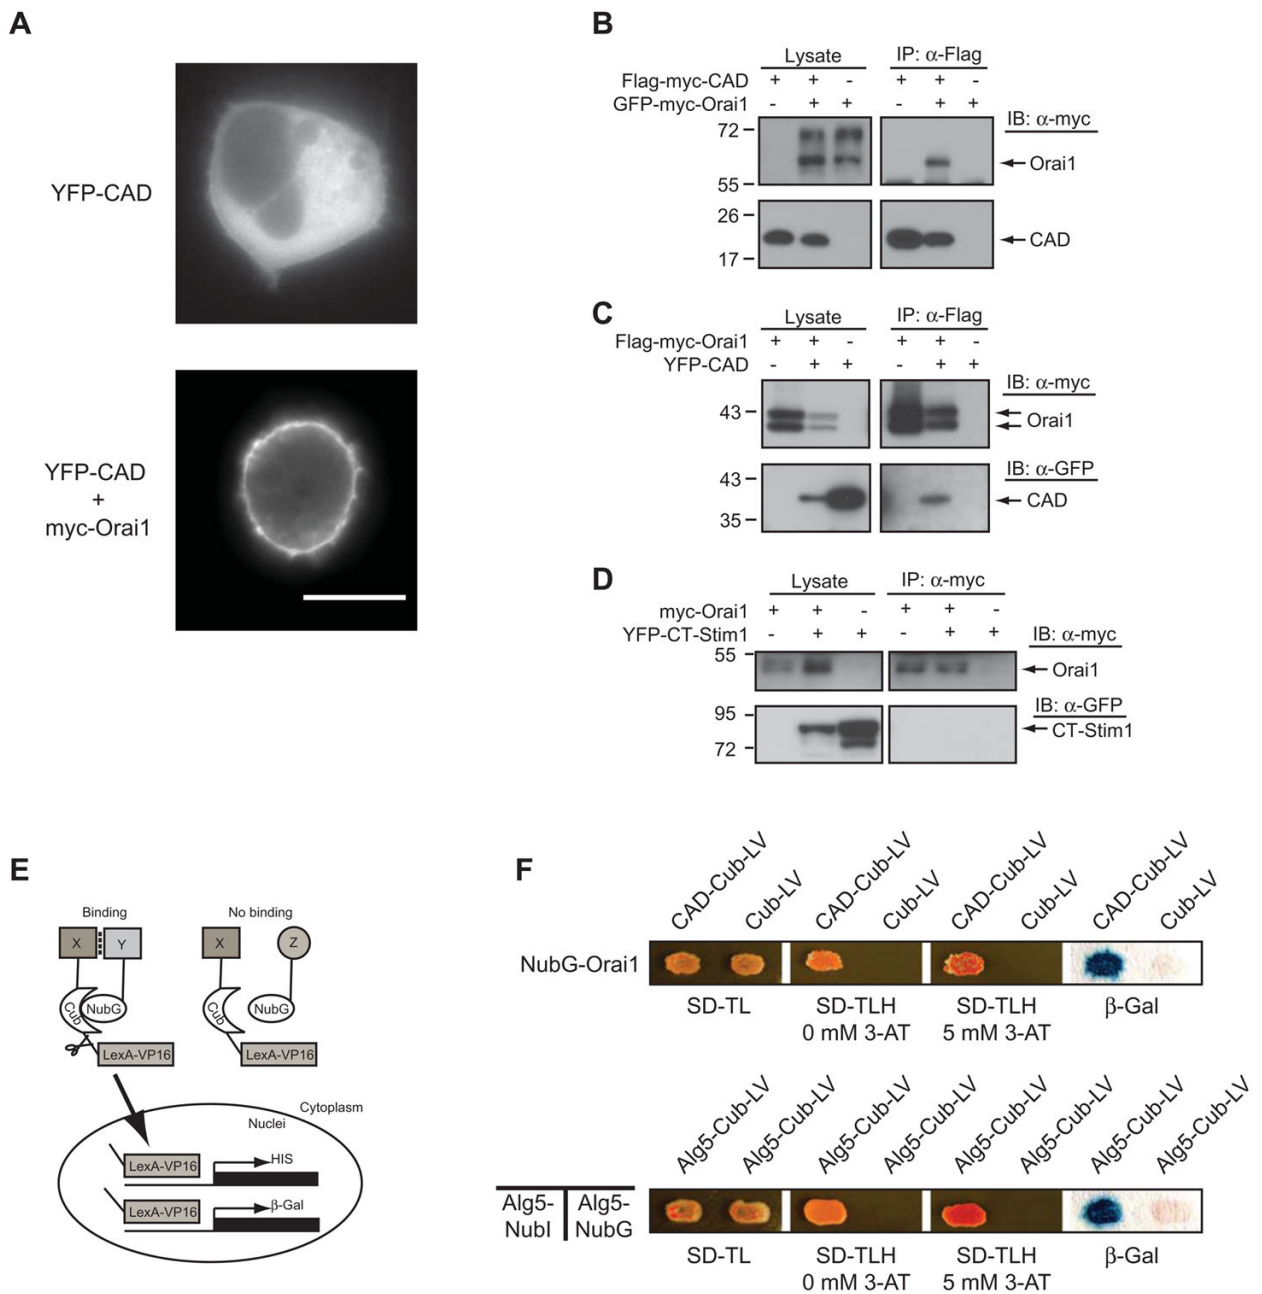 A
YFP-CAD
YFP-CAD
+
myc-Orai1
B
Lysate IP: α-Flag
Flag-myc-CAD + + - + + -
GFP-myc-Orai1 - + + - + +
IB: α-myc
72
Orai1
55
26
CAD
17
C
Lysate IP: α-Flag
Flag-myc-Orai1 + + - + + -
YFP-CAD - + + - + +
IB: α-myc
43
Orai1
IB: α-GFP
43
CAD
35
D
Lysate IP: α-myc
myc-Orai1 + + - + + -
YFP-CT-Stim1 - + + - + +
IB: α-myc
55
Orai1
IB: α-GFP
95
CT-Stim1
72
E
Binding No binding
X Y X Z
Cub NubG Cub NubG
LexA-VP16 LexA-VP16
Cytoplasm
Nuclei
LexA-VP16 HIS
LexA-VP16 β-Gal
F
CAD-Cub-LV Cub-LV CAD-Cub-LV Cub-LV CAD-Cub-LV Cub-LV CAD-Cub-LV Cub-LV
NubG-Orai1
SD-TL SD-TLH SD-TLH β-Gal
0 mM 3-AT 5 mM 3-AT
Alg5-Cub-LV Alg5-Cub-LV Alg5-Cub-LV Alg5-Cub-LV Alg5-Cub-LV Alg5-Cub-LV Alg5-Cub-LV Alg5-Cub-LV
Alg5- Alg5-
NubI NubG
SD-TL SD-TLH SD-TLH β-Gal
0 mM 3-AT 5 mM 3-AT